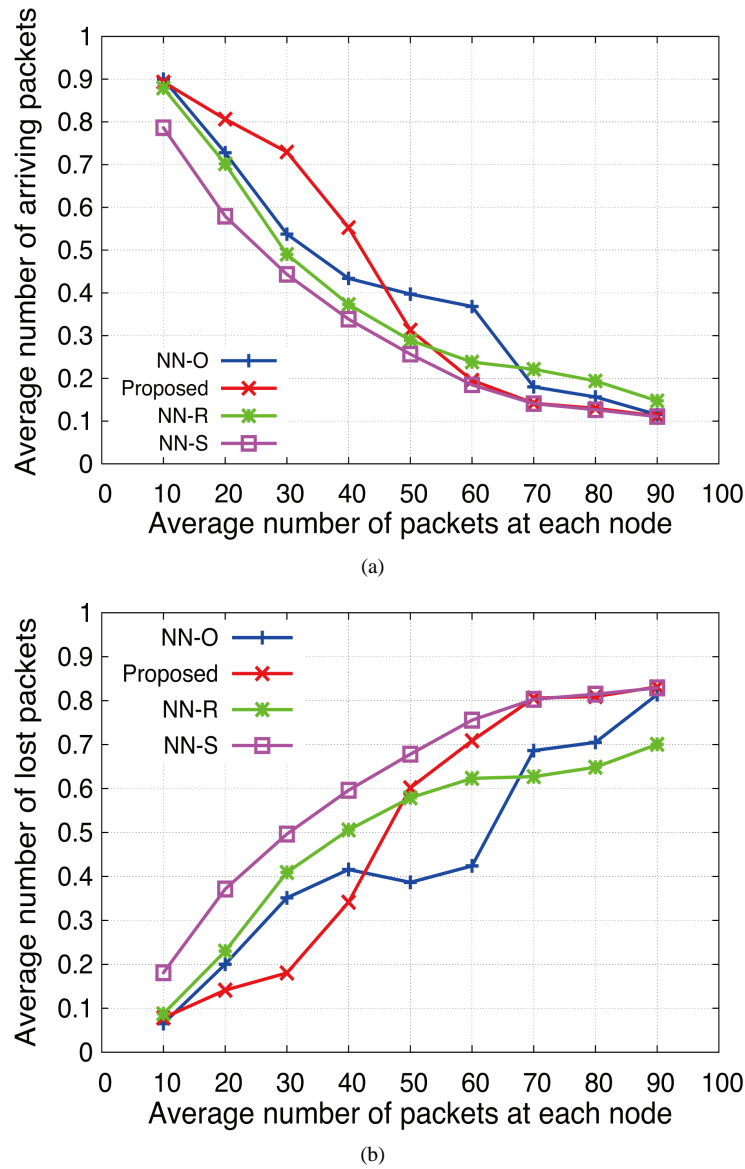 Average number of arriving packets
1
0.9
0.8
0.7
0.6
0.5
0.4
0.3
0.2
0.1
0
NN-O
Proposed
NN-R
NN-S
0 10 20 30 40 50 60 70 80 90 100
Average number of packets at each node
(a)
Average number of lost packets
1
0.9
0.8
0.7
0.6
0.5
0.4
0.3
0.2
0.1
0
NN-O
Proposed
NN-R
NN-S
0 10 20 30 40 50 60 70 80 90 100
Average number of packets at each node
(b)